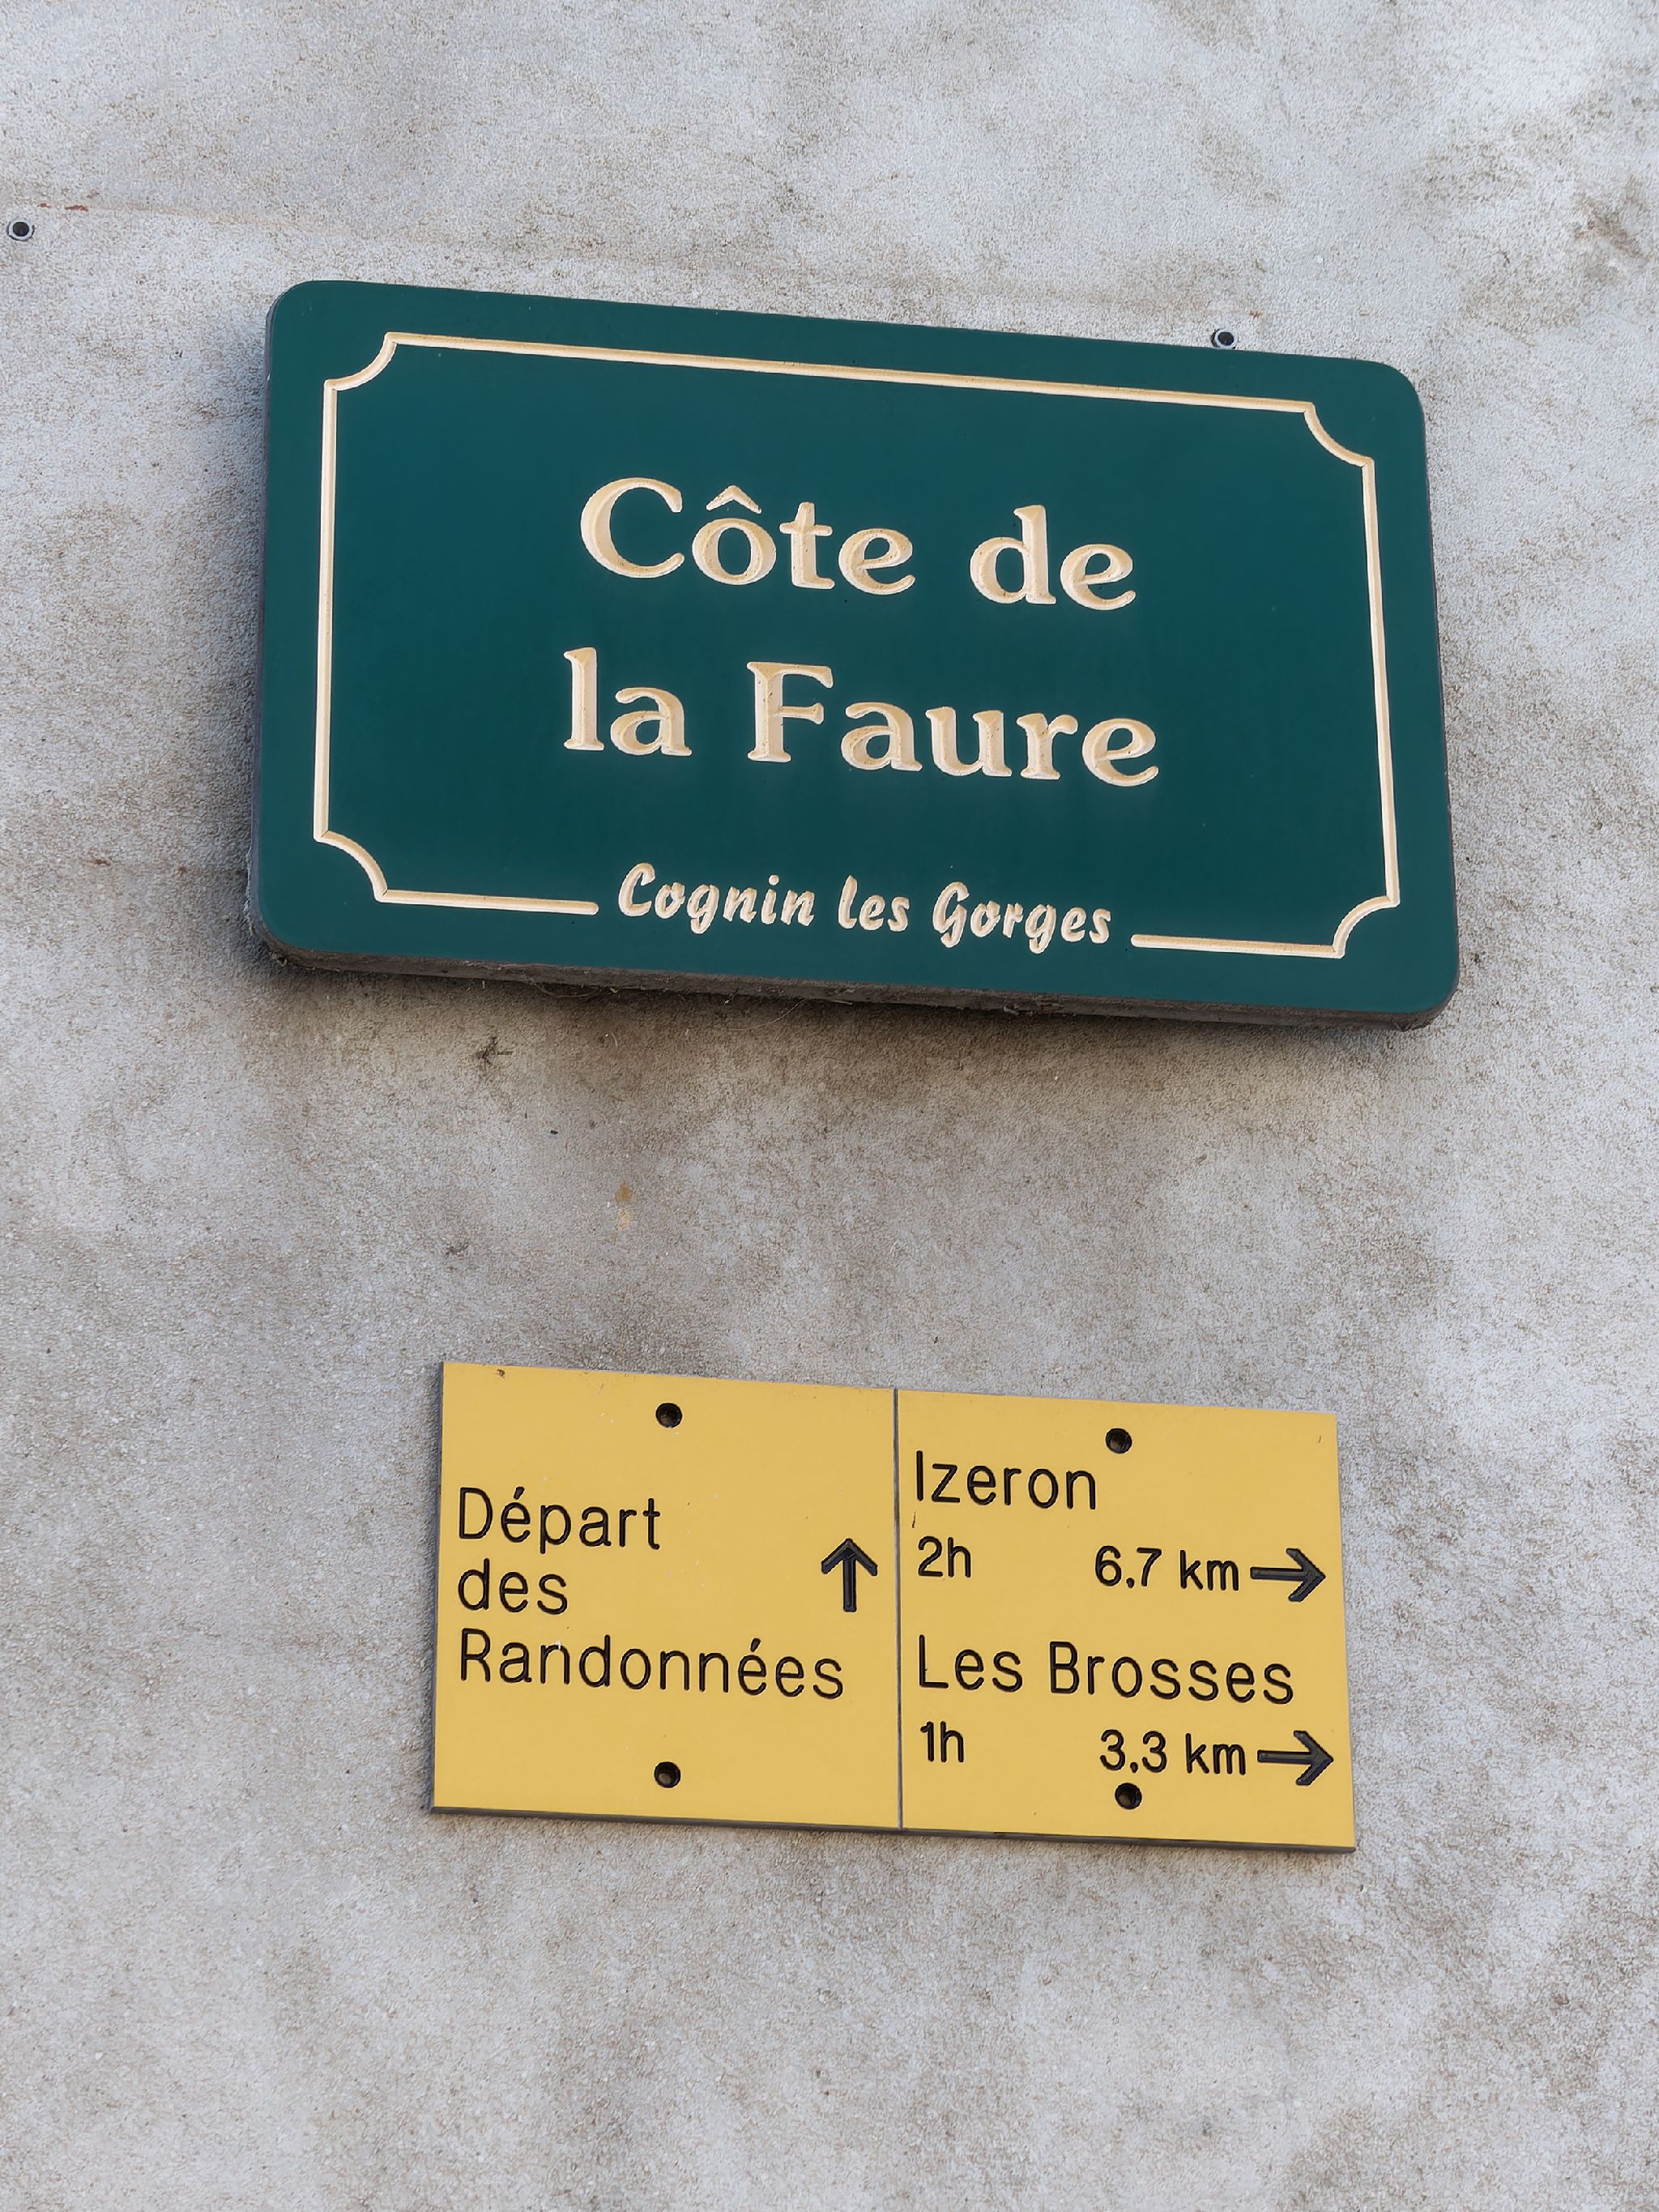 Côte de
la Faure
Cognin les Gorges
Départ
des
Randonnées
Izeron
2h 6,7 km
Les Brosses
1h 3,3 km